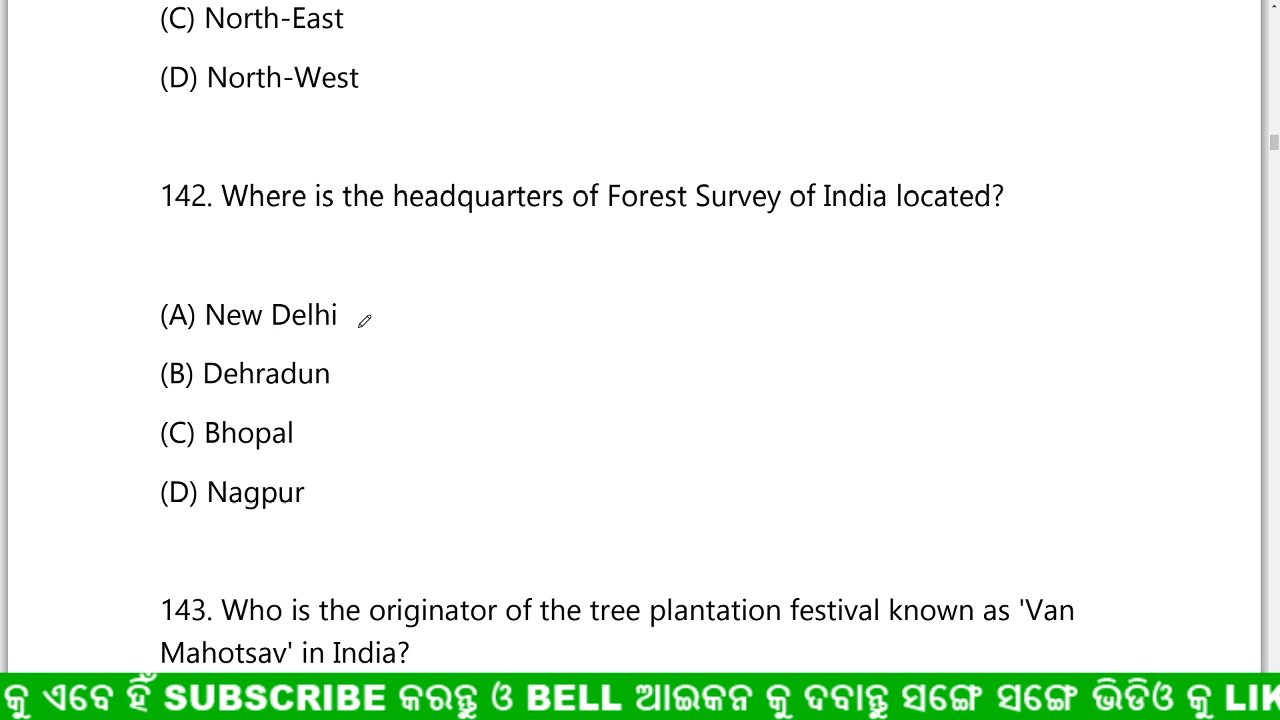 (C) North-East
(D) North-West
142. Where is the headquarters of Forest Survey of India located?
(A) New Delhi
(B) Dehradun
(C) Bhopal
(D) Nagpur
143. Who is the originator of the tree plantation festival known as 'Van
Mahotsav' in India?
କୁ ଏବେ ହିଁ SUBSCRIBE କରନ୍ତୁ ଓ BELL ଆଇକନ କୁ ଦବାନ୍ତୁ ସଙ୍ଗେ ସଙ୍ଗେ ଭିଡିଓ କୁ LIK